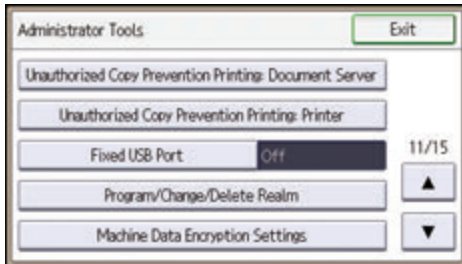 Administrator Tools
Exit
Unauthorized Copy Prevention Printing: Document Server
Unauthorized Copy Prevention Printing: Printer
Fixed USB Port
Off
11/15
Program/Change/Delete Realm
▲
Machine Data Encryption Settings
▼